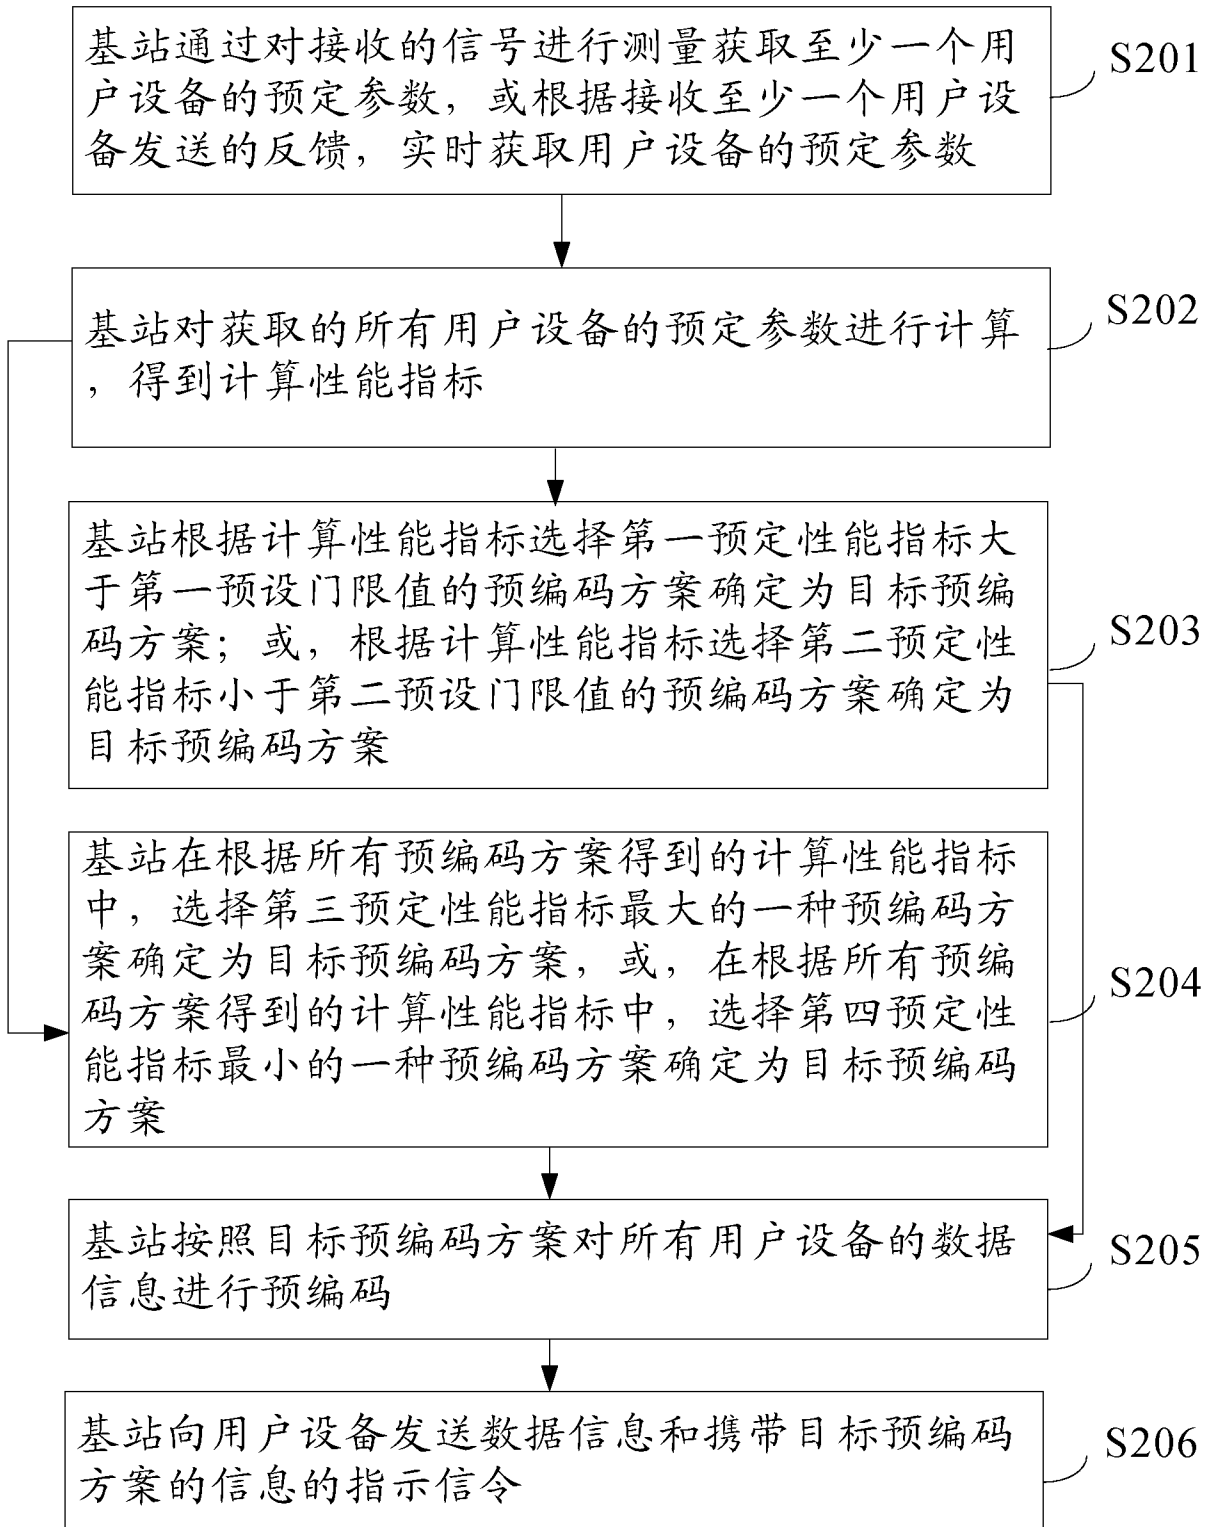 基站通过对接收的信号进行测量获取至少一个用
户设备的预定参数，或根据接收至少一个用户设
备发送的反馈，实时获取用户设备的预定参数
S201
基站对获取的所有用户设备的预定参数进行计算
，得到计算性能指标
S202
基站根据计算性能指标选择第一预定性能指标大
于第一预设门限值的预编码方案确定为目标预编
码方案；或，根据计算性能指标选择第二预定性
能指标小于第二预设门限值的预编码方案确定为
目标预编码方案
S203
基站在根据所有预编码方案得到的计算性能指标
中，选择第三预定性能指标最大的一种预编码方
案确定为目标预编码方案，或，在根据所有预编
码方案得到的计算性能指标中，选择第四预定性
能指标最小的一种预编码方案确定为目标预编码
方案
S204
基站按照目标预编码方案对所有用户设备的数据
信息进行预编码
S205
基站向用户设备发送数据信息和携带目标预编码
方案的信息的指示信令
S206